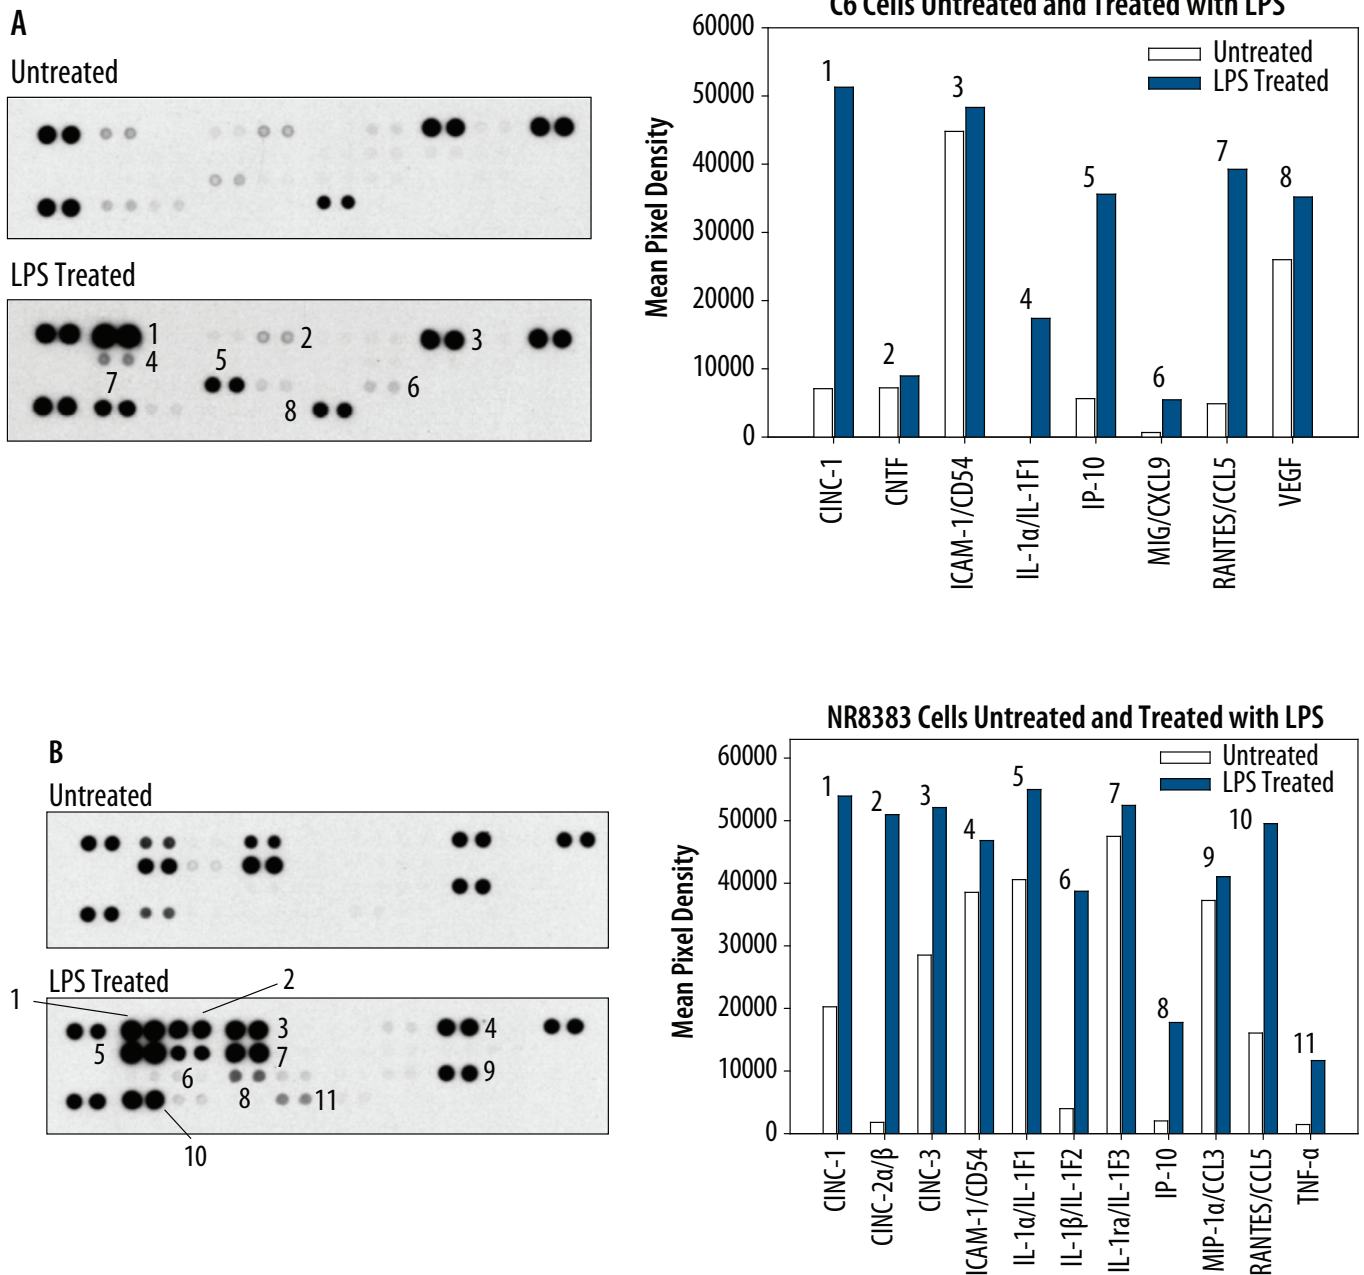 A
Untreated
LPS Treated
1
2
3
4
5
6
7
8
C6 Cells Untreated and Treated with LPS
Untreated
LPS Treated
Mean Pixel Density
60000
50000
40000
30000
20000
10000
0
1
2
3
4
5
6
7
8
CINC-1
CNTF
ICAM-1/CD54
IL-1α/IL-1F1
IP-10
MIG/CXCL9
RANTES/CCL5
VEGF
B
Untreated
LPS Treated
1
2
3
4
5
6
7
8
9
10
11
NR8383 Cells Untreated and Treated with LPS
Untreated
LPS Treated
Mean Pixel Density
60000
50000
40000
30000
20000
10000
0
1
2
3
4
5
6
7
8
9
10
11
CINC-1
CINC-2α/β
CINC-3
ICAM-1/CD54
IL-1α/IL-1F1
IL-1β/IL-1F2
IL-1ra/IL-1F3
IP-10
MIP-1α/CCL3
RANTES/CCL5
TNF-α